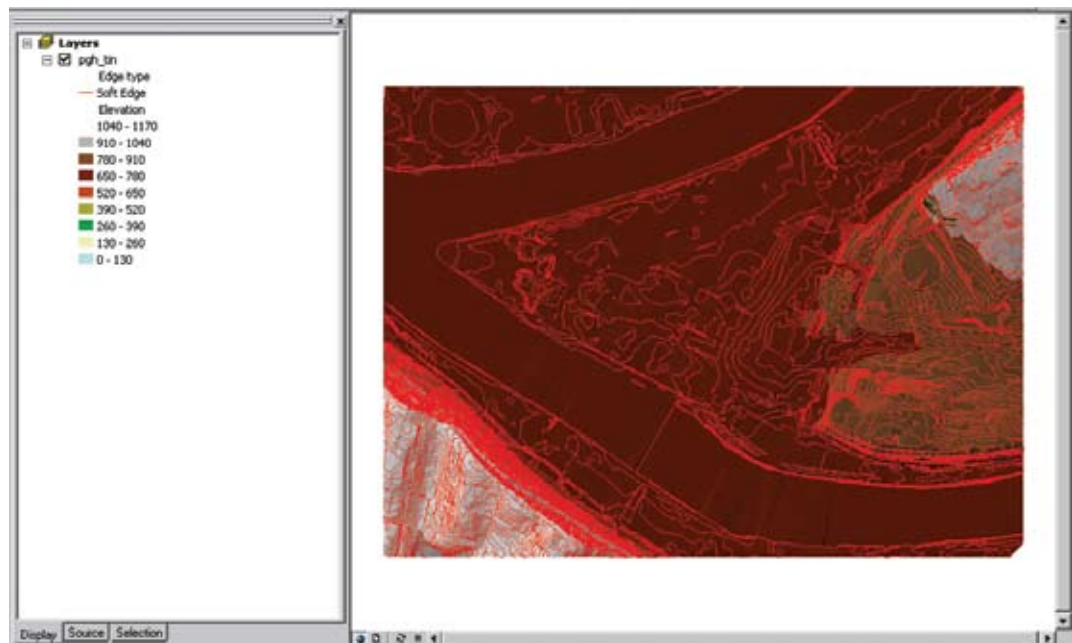 Layers
pgh_tin
Edge type
Soft Edge
Elevation
1040 - 1170
910 - 1040
780 - 910
650 - 780
520 - 650
390 - 520
260 - 390
130 - 260
0 - 130
Display Source Selection